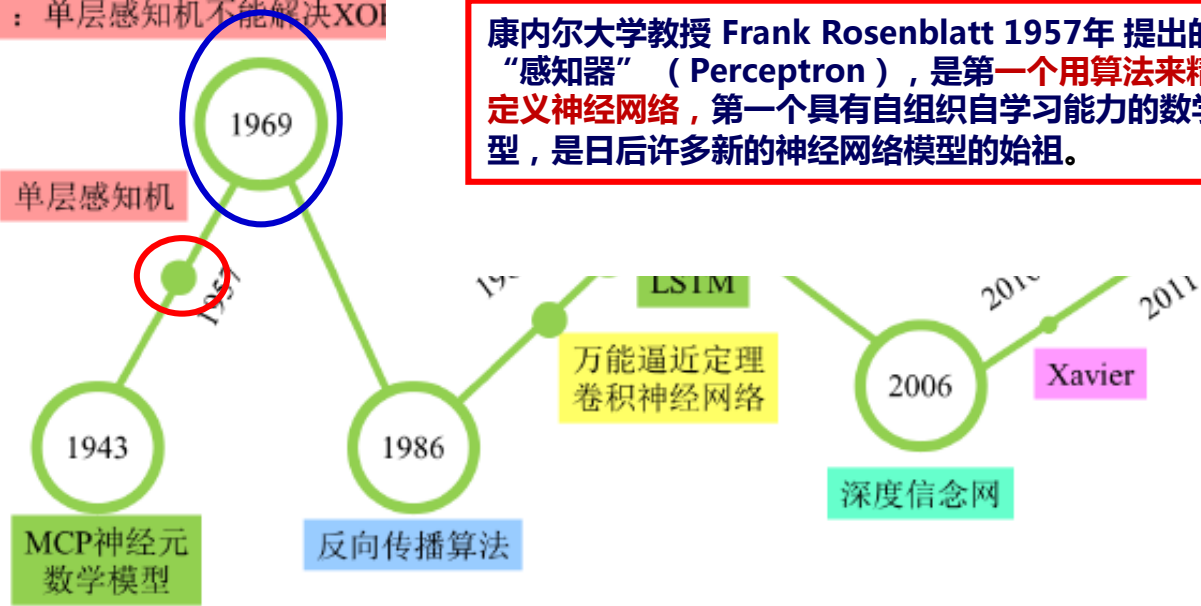 ：单层感知机不能解决XO
康内尔大学教授 Frank Rosenblatt 1957年 提出的
“感知器” （Perceptron），是第一个用算法来精
定义神经网络，第一个具有自组织自学习能力的数学
型，是日后许多新的神经网络模型的始祖。
1969
单层感知机
1957
LSTM
2010
2011
万能逼近定理
卷积神经网络
2006
Xavier
1943
1986
深度信念网
MCP神经元
数学模型
反向传播算法